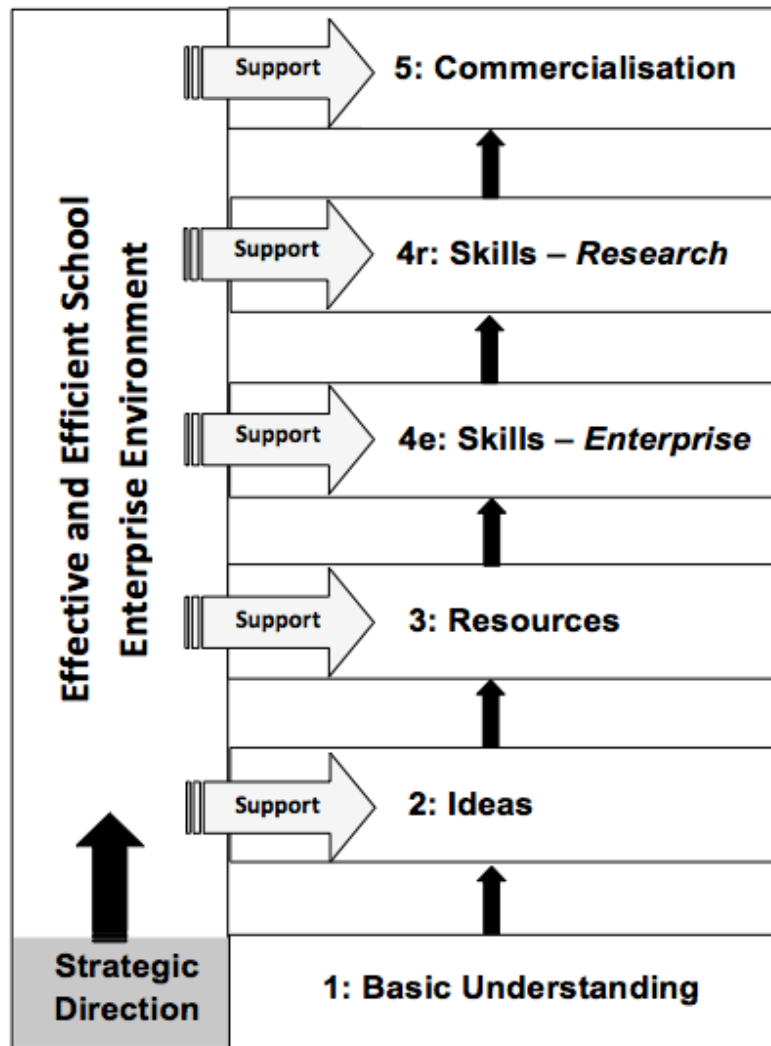 Effective and Efficient School
Enterprise Environment
Strategic
Direction
Support
5: Commercialisation
Support
4r: Skills – Research
Support
4e: Skills – Enterprise
Support
3: Resources
Support
2: Ideas
1: Basic Understanding